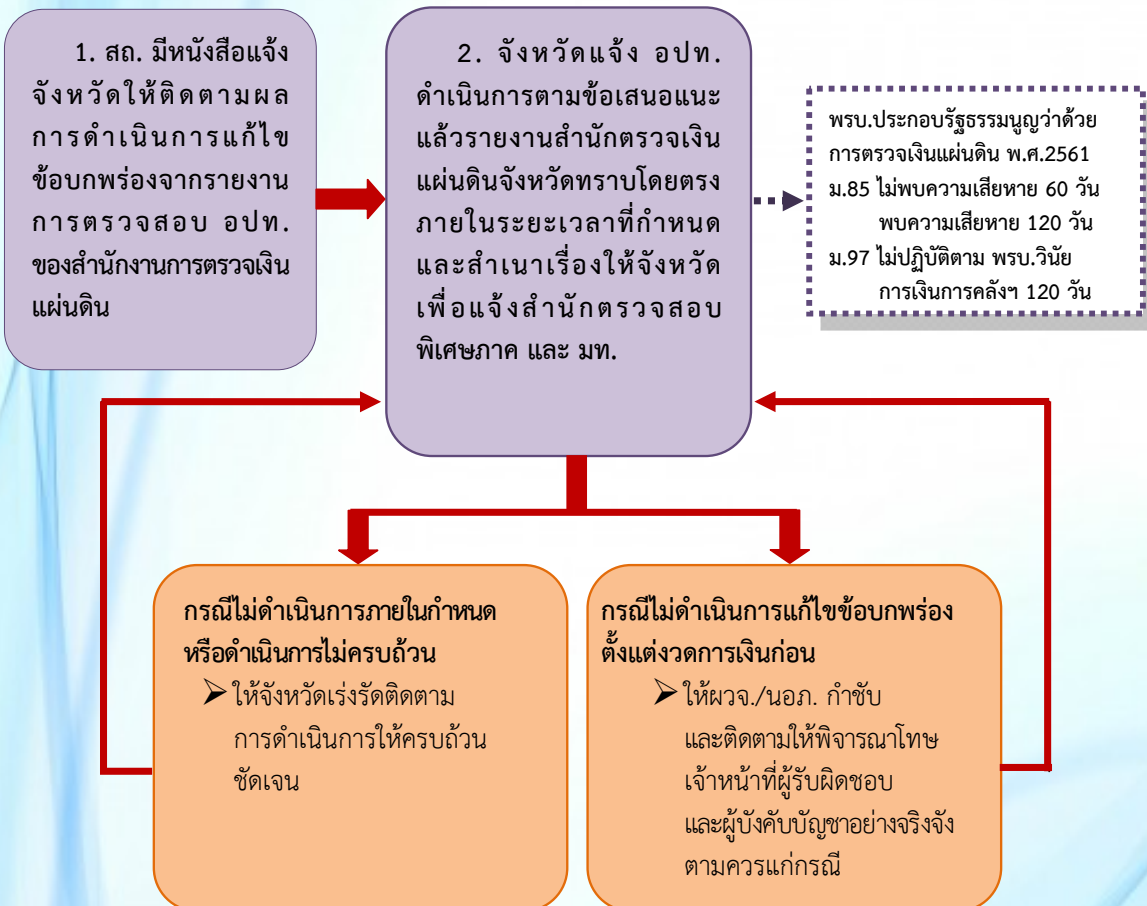 1. สถ. มีหนังสือแจ้ง
จังหวัดให้ติดตามผล
การดำเนินการแก้ไข
ข้อบกพร่องจากรายงาน
การตรวจสอบ อปท.
ของสำนักงานการตรวจเงิน
แผ่นดิน
2. จังหวัดแจ้ง อปท.
ดำเนินการตามข้อเสนอแนะ
แล้วรายงานสำนักตรวจเงิน
แผ่นดินจังหวัดทราบโดยตรง
ภายในระยะเวลาที่กำหนด
และสำเนาเรื่องให้จังหวัด
เพื่อแจ้งสำนักตรวจสอบ
พิเศษภาค และ มท.
พรบ.ประกอบรัฐธรรมนูญว่าด้วย
การตรวจเงินแผ่นดิน พ.ศ.2561
ม.85 ไม่พบความเสียหาย 60 วัน
พบความเสียหาย 120 วัน
ม.97 ไม่ปฏิบัติตาม พรบ.วินัย
การเงินการคลังฯ 120 วัน
กรณีไม่ดำเนินการภายในกำหนด
หรือดำเนินการไม่ครบถ้วน
➢ ให้จังหวัดเร่งรัดติดตาม
การดำเนินการให้ครบถ้วน
ชัดเจน
กรณีไม่ดำเนินการแก้ไขข้อบกพร่อง
ตั้งแต่งวดการเงินก่อน
➢ ให้ผวจ./นอภ. กำชับ
และติดตามให้พิจารณาโทษ
เจ้าหน้าที่ผู้รับผิดชอบ
และผู้บังคับบัญชาอย่างจริงจัง
ตามควรแก่กรณี